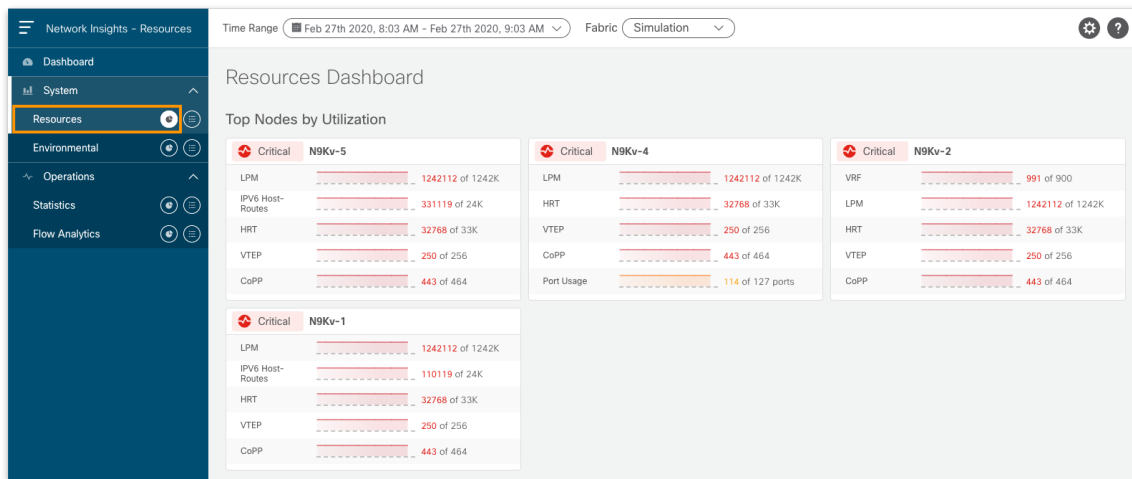 Network Insights - Resources
Time Range Feb 27th 2020, 8:03 AM - Feb 27th 2020, 9:03 AM Fabric Simulation
?
Dashboard
System
Resources
Environmental
Operations
Statistics
Flow Analytics
Resources Dashboard
Top Nodes by Utilization
Critical N9Kv-5
LPM 1242112 of 1242K
IPV6 Host-
Routes 331119 of 24K
HRT 32768 of 33K
VTEP 250 of 256
CoPP 443 of 464
Critical N9Kv-4
LPM 1242112 of 1242K
HRT 32768 of 33K
VTEP 250 of 256
CoPP 443 of 464
Port Usage 114 of 127 ports
Critical N9Kv-2
VRF 991 of 900
LPM 1242112 of 1242K
HRT 32768 of 33K
VTEP 250 of 256
CoPP 443 of 464
Critical N9Kv-1
LPM 1242112 of 1242K
IPV6 Host-
Routes 110119 of 24K
HRT 32768 of 33K
VTEP 250 of 256
CoPP 443 of 464